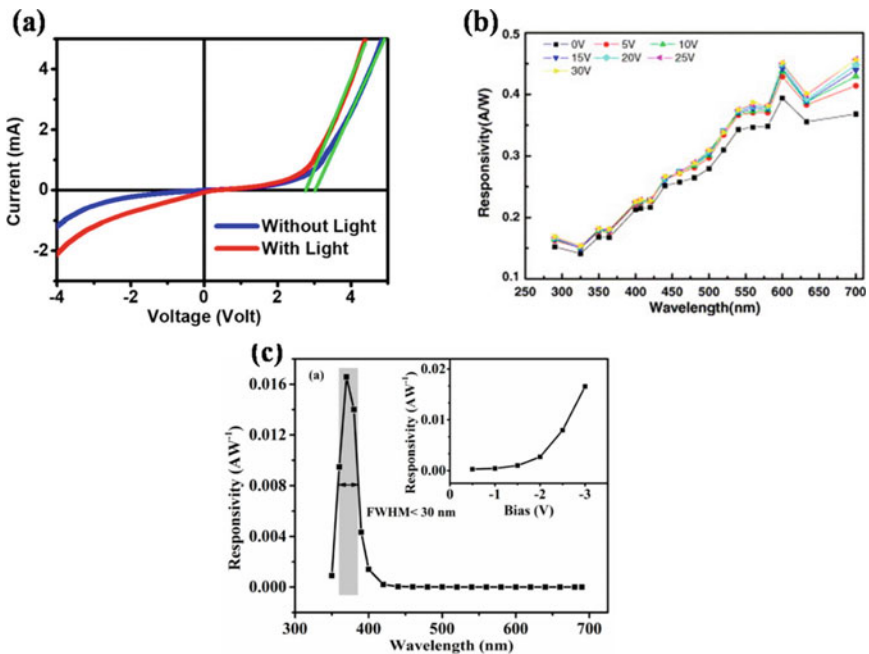 (a)
Current (mA)
4
2
0
-2
Without Light
With Light
-4
-2
0
2
4
Voltage (Volt)
(b)
Responsivity(A/W)
0.5
0.4
0.3
0.2
0.1
0V 5V 10V
15V 20V 25V
30V
250 300 350 400 450 500 550 600 650 700
Wavelength(nm)
(c)
(a)
Responsivity (AW⁻¹)
0.016
0.012
0.008
0.004
0.000
FWHM< 30 nm
300 400 500 600 700
Wavelength (nm)
Responsivity (AW⁻¹)
0.02
0.01
0.00
0 -1 -2 -3
Bias (V)